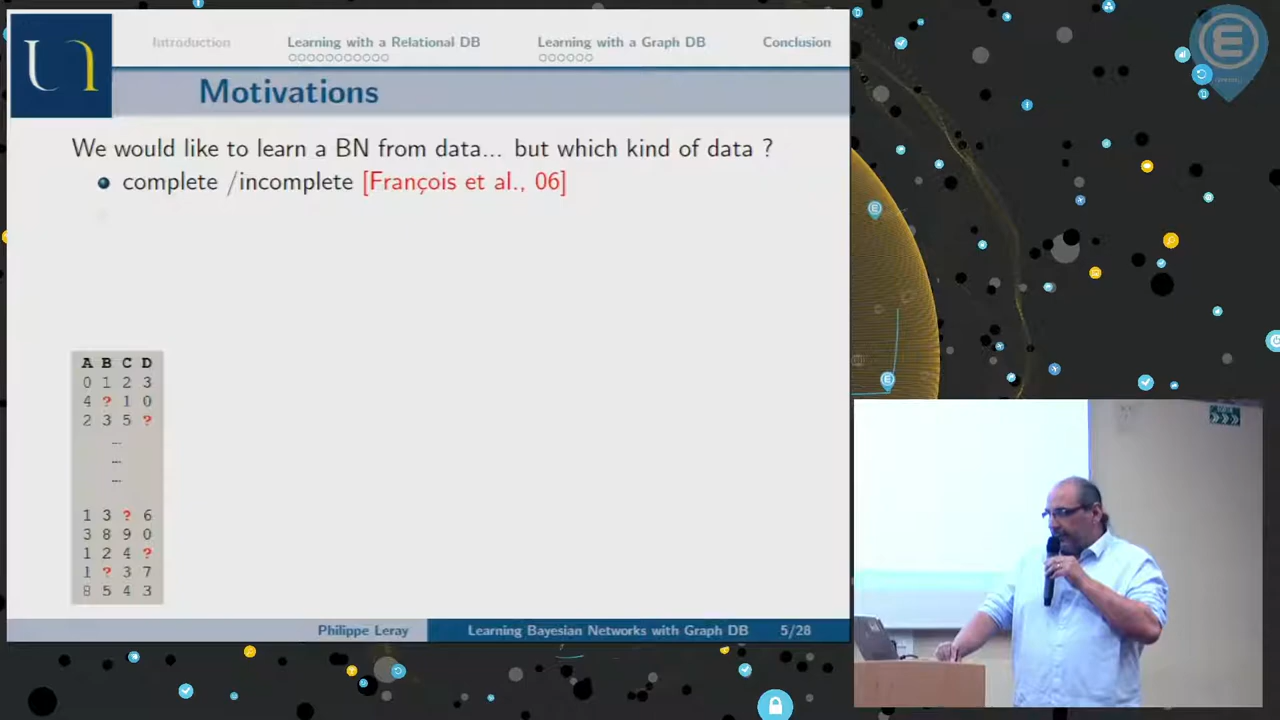 Introduction
Learning with a Relational DB
Learning with a Graph DB
Conclusion
Motivations
We would like to learn a BN from data... but which kind of data ?
complete /incomplete [François et al., 06]
A B C D
0 1 2 3
4 ? 1 0
2 3 5 ?
...
...
...
1 3 ? 6
3 8 9 0
1 2 4 ?
1 ? 3 7
8 5 4 3
Philippe Leray
Learning Bayesian Networks with Graph DB
5/28